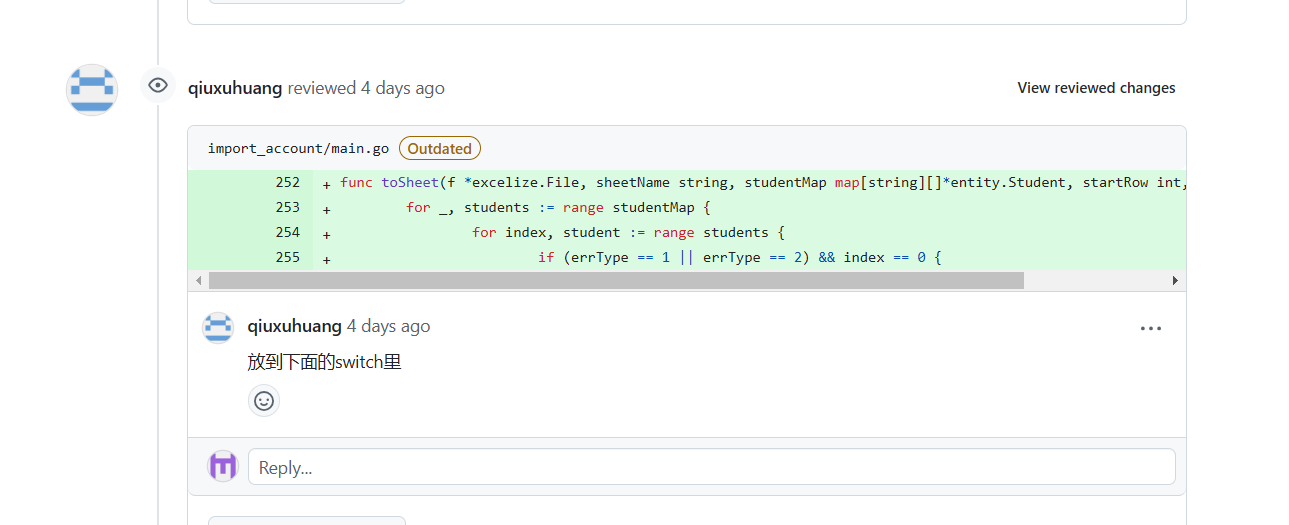 qiuxuhuang reviewed 4 days ago
View reviewed changes
import_account/main.go Outdated
252 + func toSheet(f *excelize.File, sheetName string, studentMap map[string][]*entity.Student, startRow int,
253 + for _, students := range studentMap {
254 + for index, student := range students {
255 + if (errType == 1 || errType == 2) && index == 0 {
qiuxuhuang 4 days ago
放到下面的switch里
Reply...